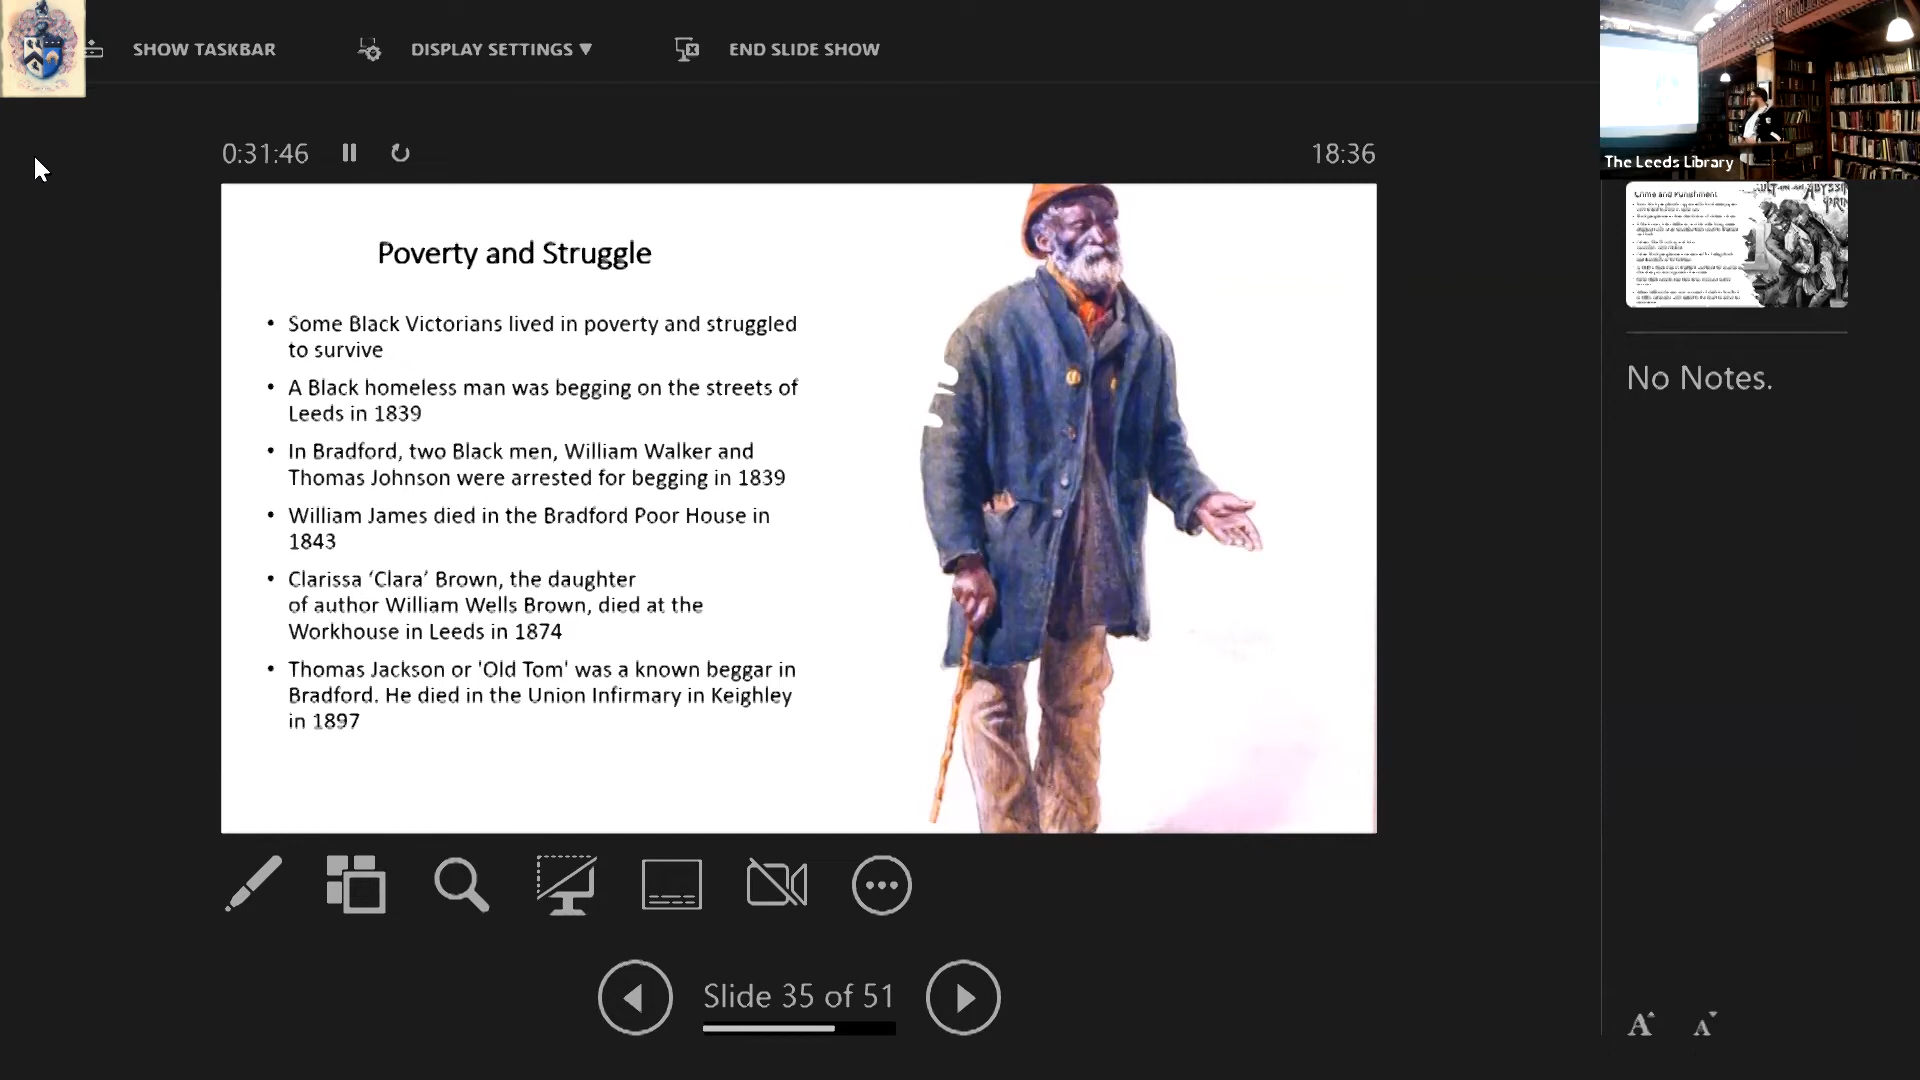 SHOW TASKBAR
DISPLAY SETTINGS ▼
END SLIDE SHOW
0:31:46
18:36
Poverty and Struggle
• Some Black Victorians lived in poverty and struggled
to survive
• A Black homeless man was begging on the streets of
Leeds in 1839
• In Bradford, two Black men, William Walker and
Thomas Johnson were arrested for begging in 1839
• William James died in the Bradford Poor House in
1843
• Clarissa ‘Clara’ Brown, the daughter
of author William Wells Brown, died at the
Workhouse in Leeds in 1874
• Thomas Jackson or 'Old Tom' was a known beggar in
Bradford. He died in the Union Infirmary in Keighley
in 1897
Slide 35 of 51
The Leeds Library
Crime and Punishment
No Notes.
A A